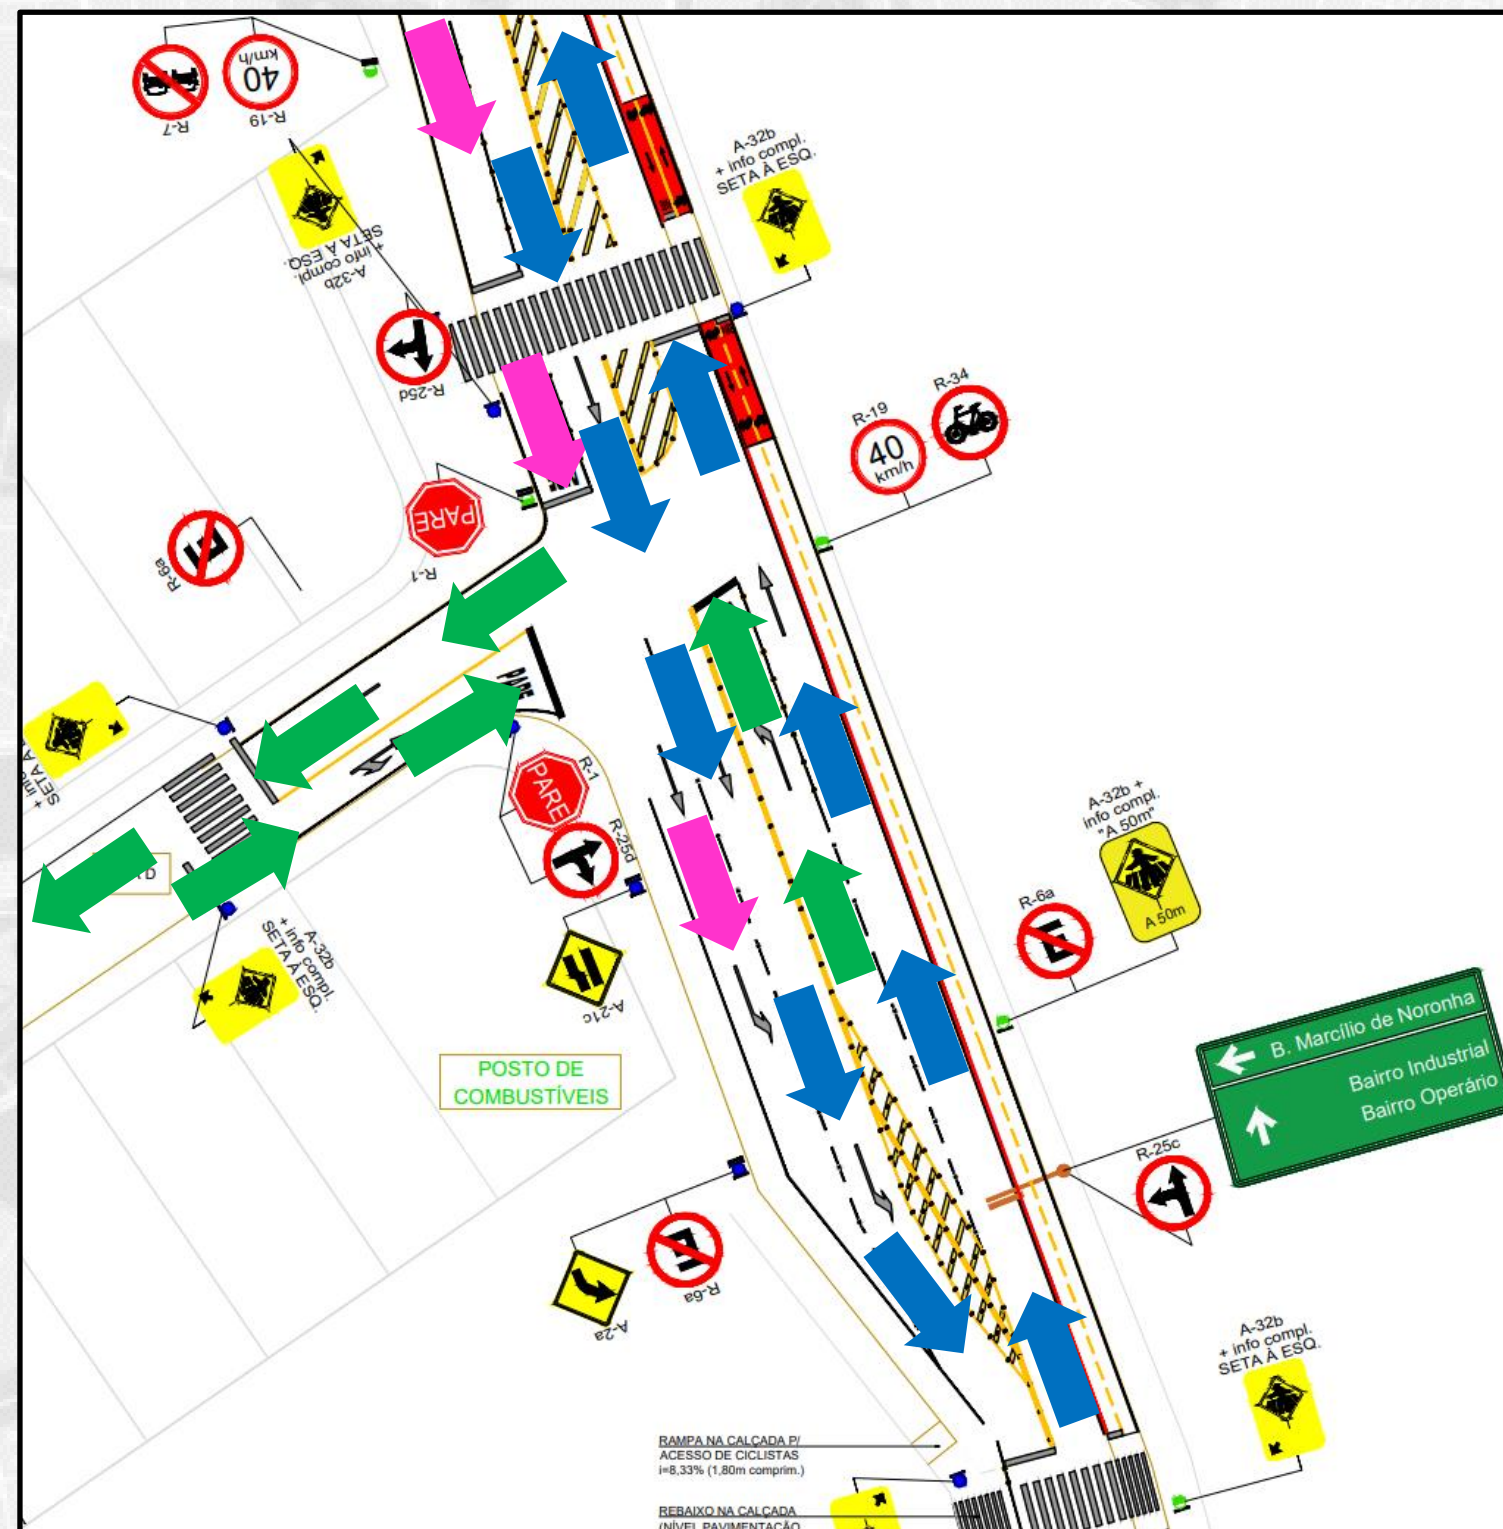 40
km/h
R-7
R-19
A-32b
+ info compl.
SETA À ESQ.
A-32b
+ info compl.
SETA À ESQ.
R-25d
R-34
R-19
40
km/h
PARE
R-1
R-6a
PARE
R-1
PARE
R-25d
A-32b +
info compl.
"A 50m"
A 50m
R-6a
A-32b
+ info compl.
SETA À ESQ.
A-21c
B. Marcílio de Noronha
Bairro Industrial
Bairro Operário
POSTO DE
COMBUSTÍVEIS
R-25c
R-6a
A-2a
A-32b
+ info compl.
SETA À ESQ.
RAMPA NA CALÇADA P/
ACESSO DE CICLISTAS
i=8,33% (1,80m comprim.)
REBAIXO NA CALÇADA
(NÍVEL PAVIMENTAÇÃO